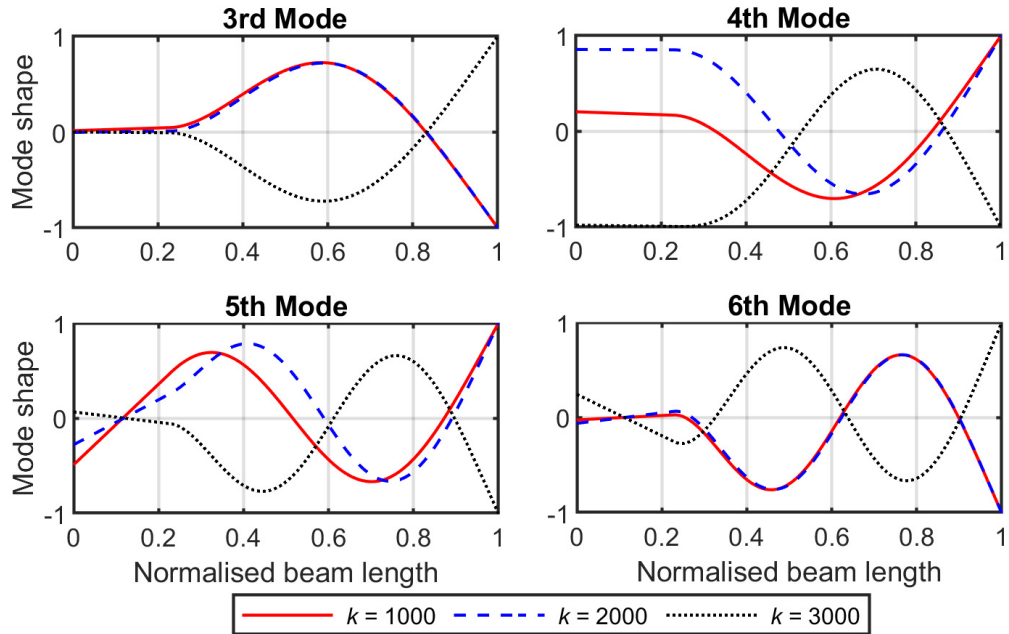 3rd Mode
4th Mode
Mode shape
1
0
-1
0 0.2 0.4 0.6 0.8 1
1
0
-1
0 0.2 0.4 0.6 0.8 1
5th Mode
6th Mode
Mode shape
1
0
-1
0 0.2 0.4 0.6 0.8 1
Normalised beam length
1
0
-1
0 0.2 0.4 0.6 0.8 1
Normalised beam length
k = 1000 k = 2000 k = 3000